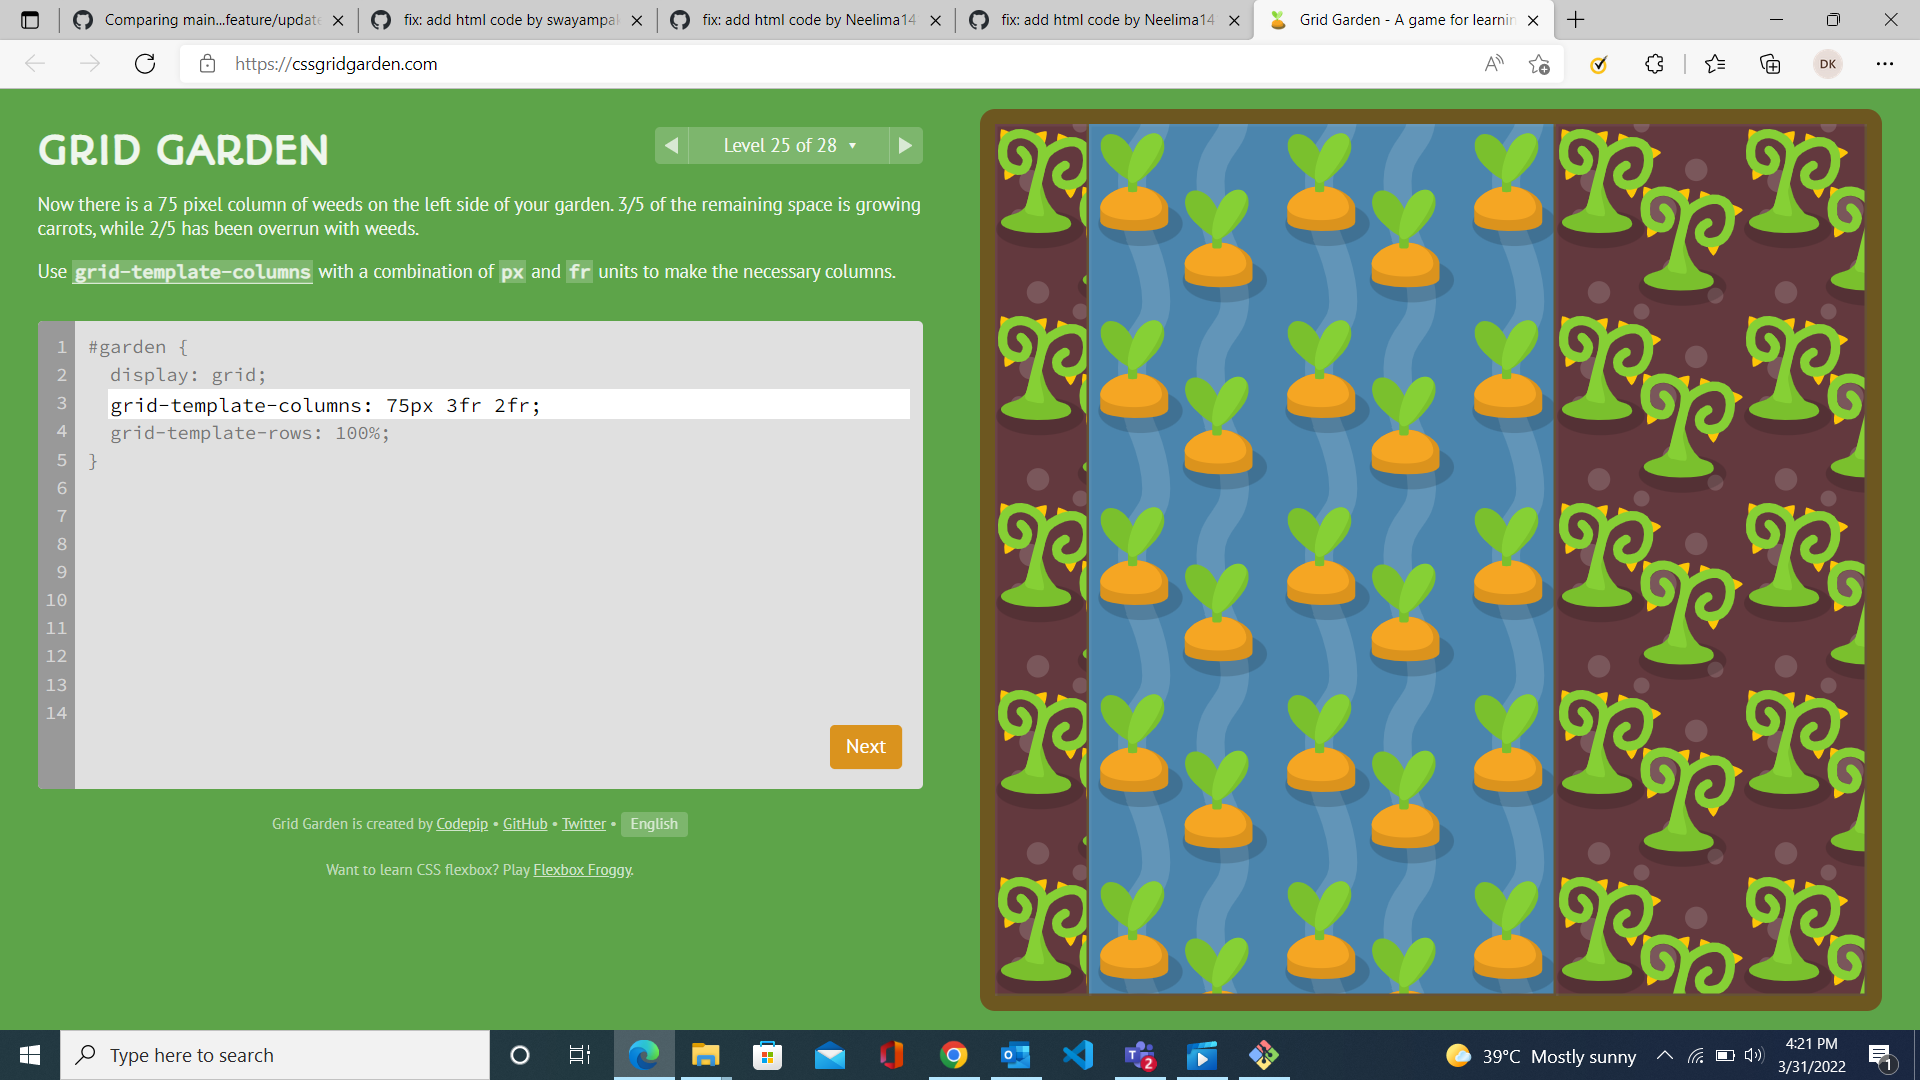 Comparing main...feature/update
fix: add html code by swayampak
fix: add html code by Neelima14
fix: add html code by Neelima14
Grid Garden - A game for learnin
https://cssgridgarden.com
DK
GRID GARDEN
Level 25 of 28
Now there is a 75 pixel column of weeds on the left side of your garden. 3/5 of the remaining space is growing
carrots, while 2/5 has been overrun with weeds.
Use grid-template-columns with a combination of px and fr units to make the necessary columns.
1 #garden {
2 display: grid;
3 grid-template-columns: 75px 3fr 2fr;
4 grid-template-rows: 100%;
5 }
6
7
8
9
10
11
12
13
14
Next
Grid Garden is created by Codepip • GitHub • Twitter • English
Want to learn CSS flexbox? Play Flexbox Froggy.
Type here to search
2
39°C Mostly sunny
4:21 PM
3/31/2022
1